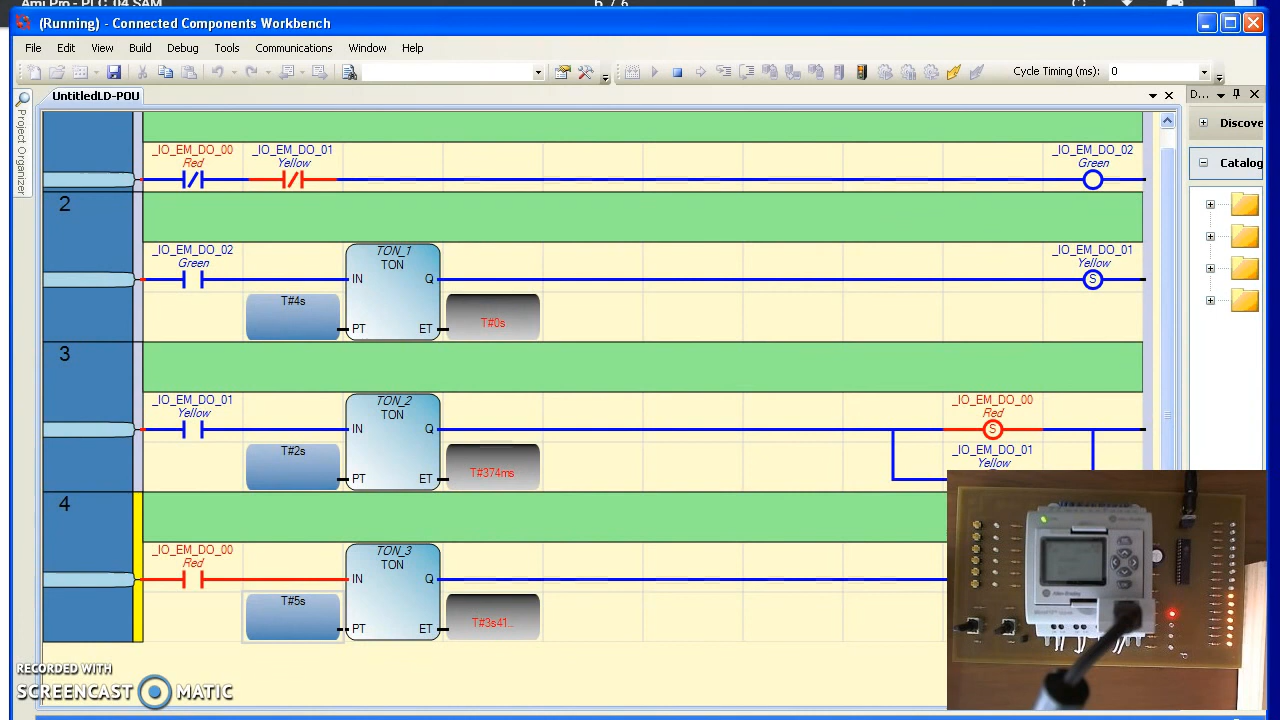 (Running) - Connected Components Workbench
File Edit View Build Debug Tools Communications Window Help
Cycle Timing (ms): 0
UntitledLD-POU
D...
Project Organizer
Discove
Catalog
_IO_EM_DO_00 _IO_EM_DO_01 _IO_EM_DO_02
Red Yellow Green
2
_IO_EM_DO_02 TON_1 _IO_EM_DO_01
Green TON Yellow
IN Q S
T#4s T#0s
PT ET
3
_IO_EM_DO_01 TON_2 _IO_EM_DO_00
Yellow TON Red
IN Q S
T#2s T#374ms _IO_EM_DO_01
Yellow
PT ET
4
_IO_EM_DO_00 TON_3
Red TON
IN Q
T#5s T#3s41...
PT ET
RECORDED WITH
SCREENCAST MATIC